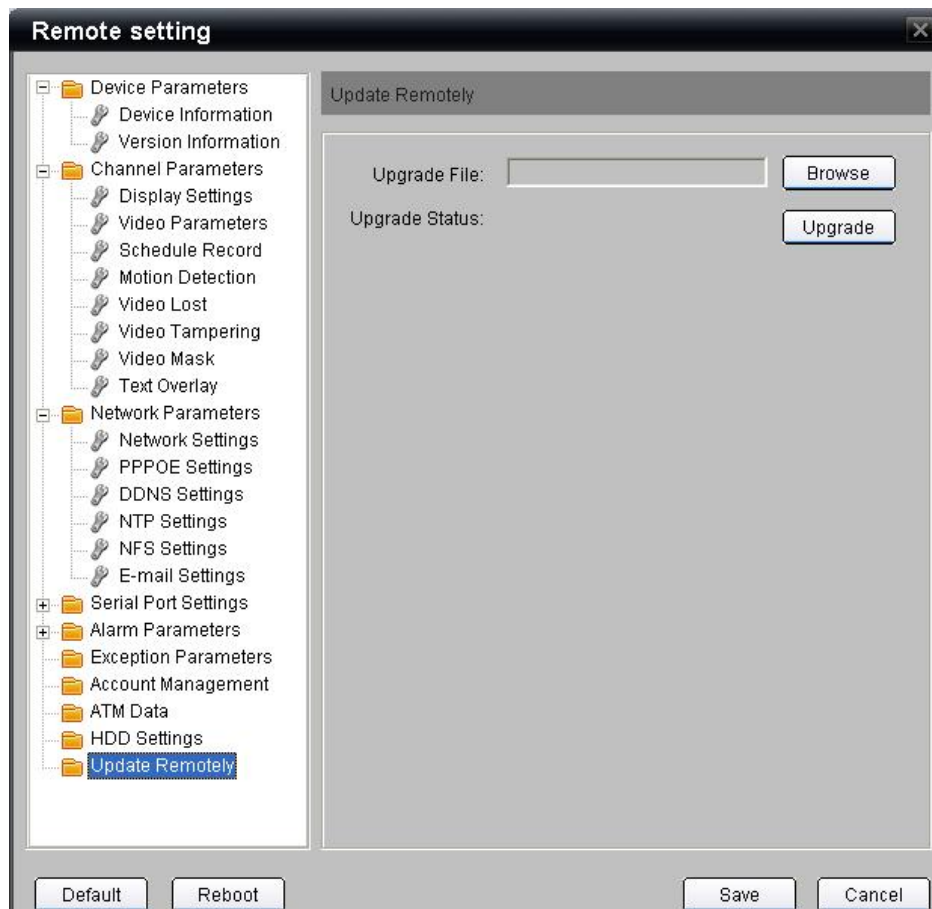 Remote setting
Device Parameters
Device Information
Version Information
Channel Parameters
Display Settings
Video Parameters
Schedule Record
Motion Detection
Video Lost
Video Tampering
Video Mask
Text Overlay
Network Parameters
Network Settings
PPPOE Settings
DDNS Settings
NTP Settings
NFS Settings
E-mail Settings
Serial Port Settings
Alarm Parameters
Exception Parameters
Account Management
ATM Data
HDD Settings
Update Remotely
Update Remotely
Upgrade File:
Browse
Upgrade Status:
Upgrade
Default
Reboot
Save
Cancel